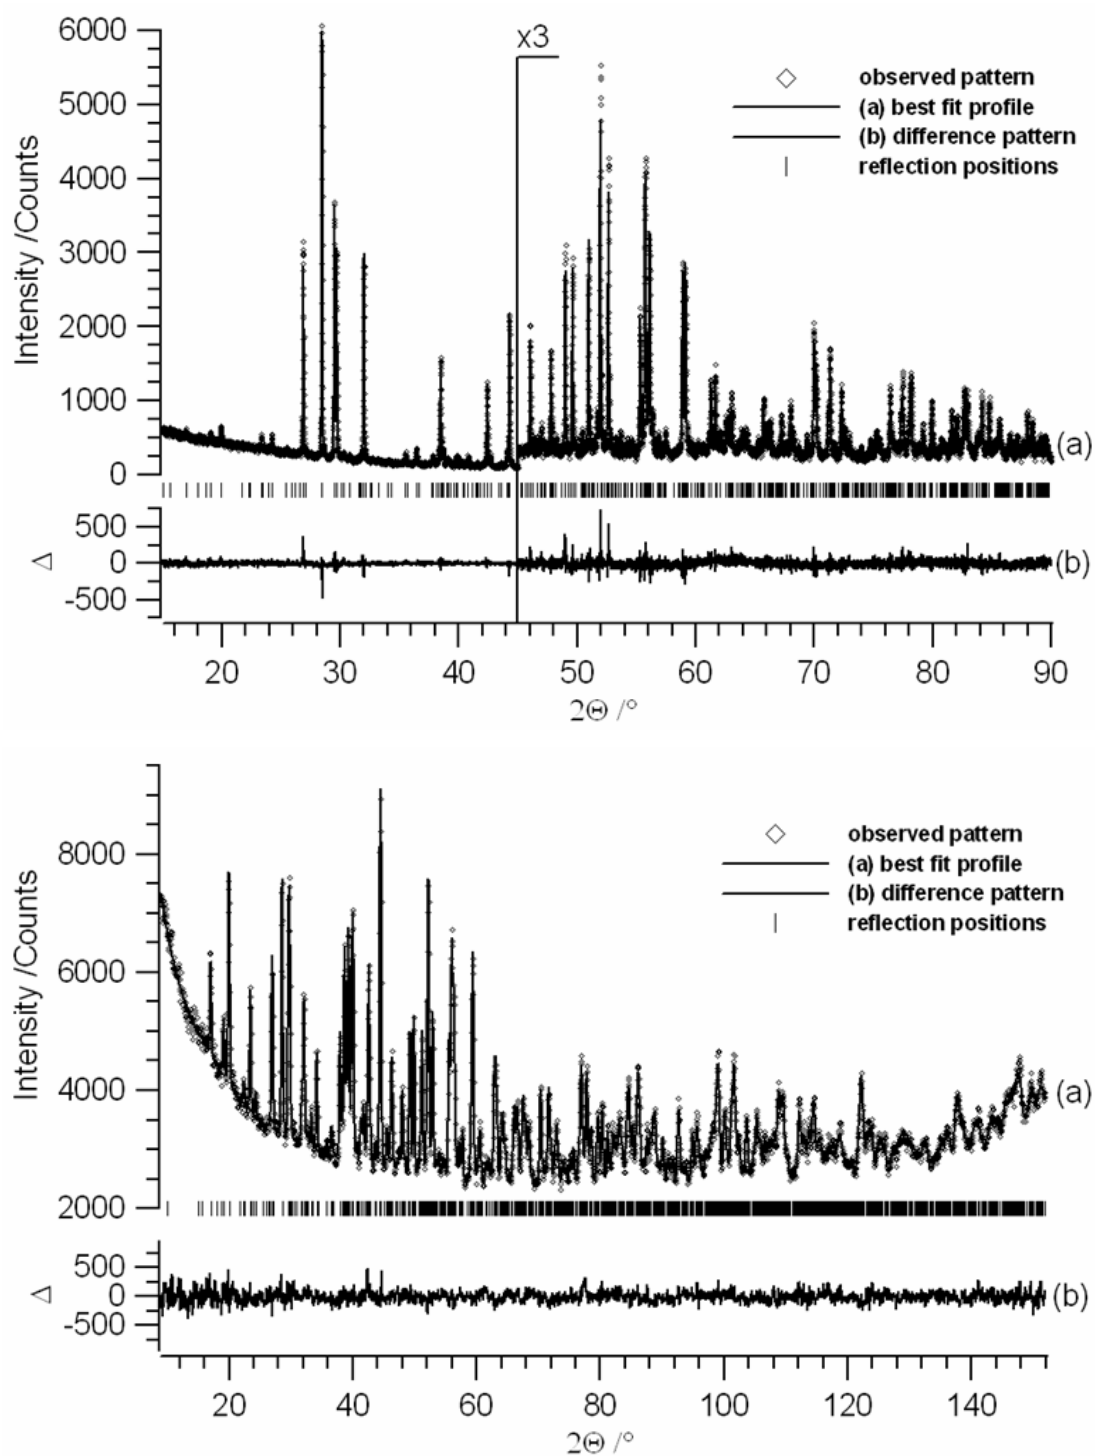 6000
x3
observed pattern
(a) best fit profile
(b) difference pattern
reflection positions
5000
4000
3000
2000
1000
0
Intensity /Counts
(a)
500
0
-500
Δ
(b)
20 30 40 50 60 70 80 90
2Θ /°
observed pattern
(a) best fit profile
(b) difference pattern
reflection positions
8000
6000
4000
2000
Intensity /Counts
(a)
500
0
-500
Δ
(b)
20 40 60 80 100 120 140
2Θ /°